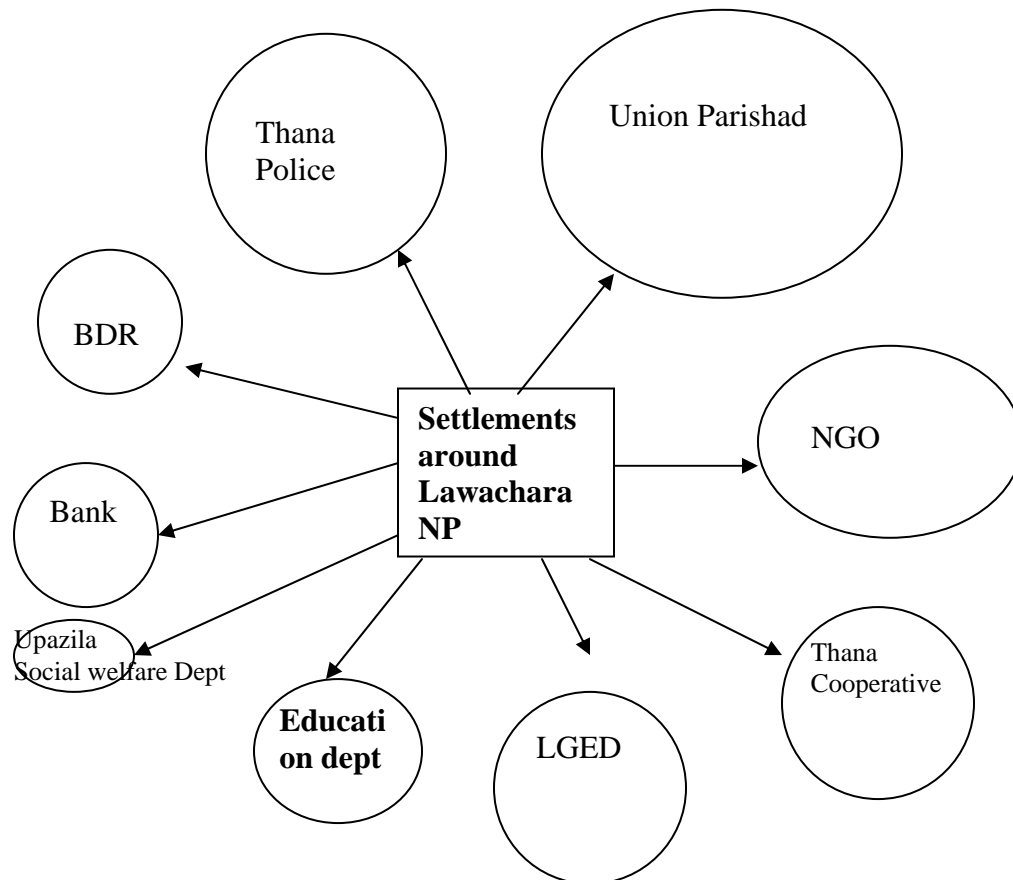 Thana
Police
Union Parishad
BDR
Settlements
around
Lawachara
NP
NGO
Bank
Upazila
Social welfare Dept
Thana
Cooperative
Educati
on dept
LGED